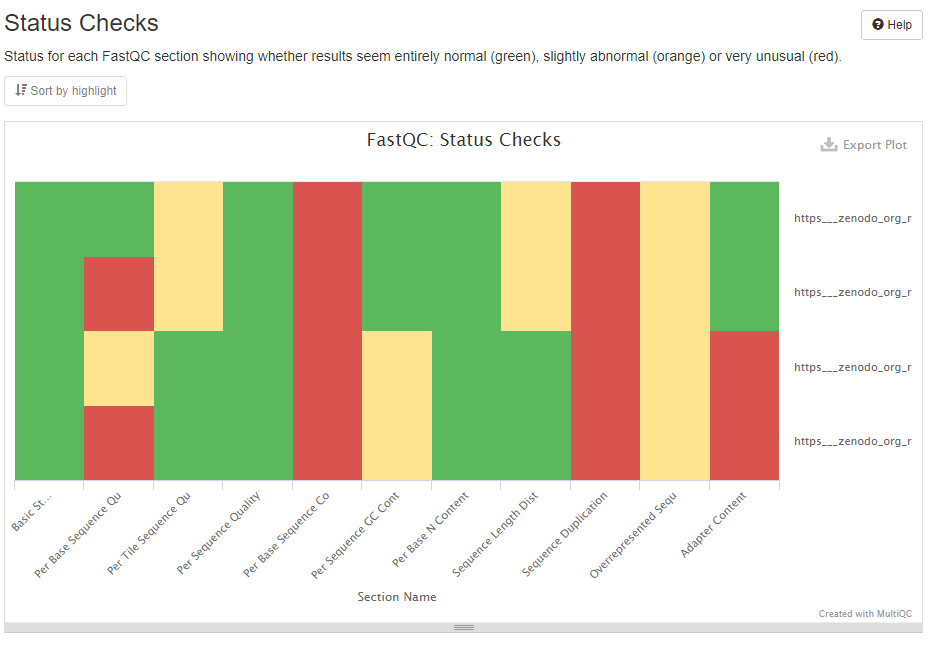 Status Checks
Help
Status for each FastQC section showing whether results seem entirely normal (green), slightly abnormal (orange) or very unusual (red).
Sort by highlight
FastQC: Status Checks
Export Plot
https___zenodo_org_r
https___zenodo_org_r
https___zenodo_org_r
https___zenodo_org_r
Basic St...
Per Base Sequence Qu
Per Tile Sequence Qu
Per Sequence Quality
Per Base Sequence Co
Per Sequence GC Cont
Per Base N Content
Sequence Length Dist
Sequence Duplication
Overrepresented Sequ
Adapter Content
Section Name
Created with MultiQC